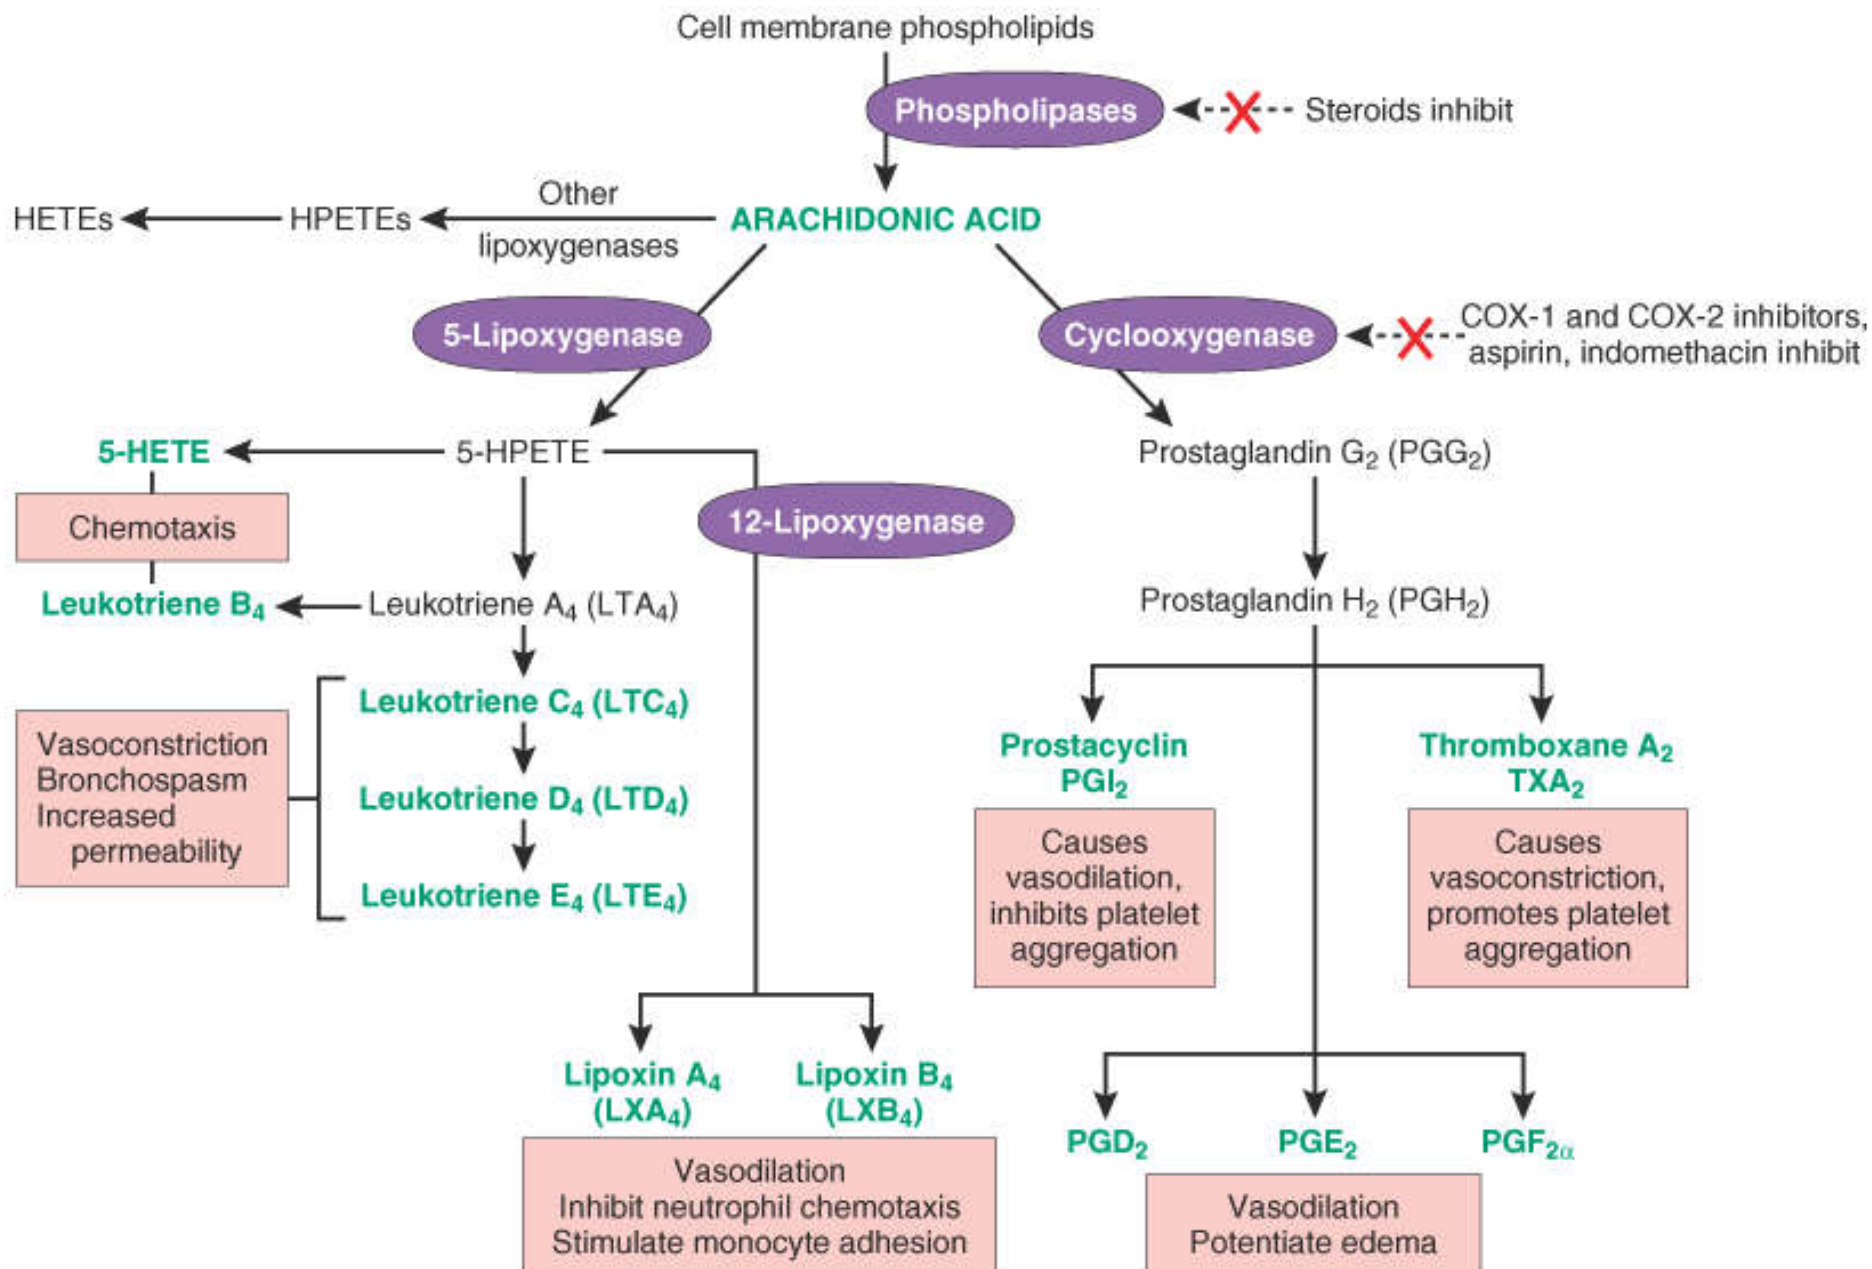 Cell membrane phospholipids
Phospholipases
Steroids inhibit
HETEs
HPETEs
Other
lipoxygenases
ARACHIDONIC ACID
5-Lipoxygenase
Cyclooxygenase
COX-1 and COX-2 inhibitors,
aspirin, indomethacin inhibit
5-HETE
5-HPETE
Prostaglandin G₂ (PGG₂)
Chemotaxis
12-Lipoxygenase
Leukotriene B₄
Leukotriene A₄ (LTA₄)
Prostaglandin H₂ (PGH₂)
Vasoconstriction
Bronchospasm
Increased
permeability
Leukotriene C₄ (LTC₄)
Leukotriene D₄ (LTD₄)
Leukotriene E₄ (LTE₄)
Prostacyclin
PGI₂
Causes
vasodilation,
inhibits platelet
aggregation
Thromboxane A₂
TXA₂
Causes
vasoconstriction,
promotes platelet
aggregation
Lipoxin A₄
(LXA₄)
Lipoxin B₄
(LXB₄)
Vasodilation
Inhibit neutrophil chemotaxis
Stimulate monocyte adhesion
PGD₂
PGE₂
PGF₂α
Vasodilation
Potentiate edema